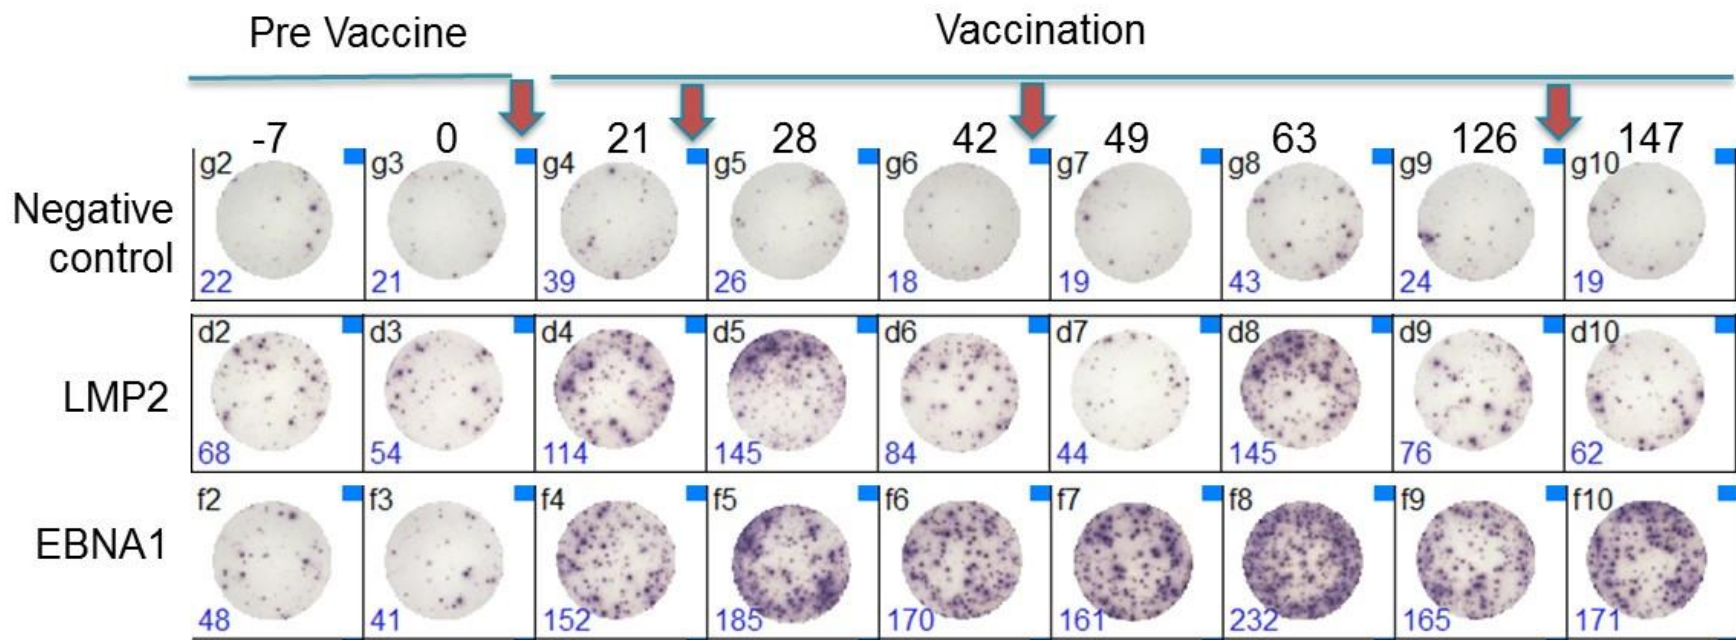 Pre Vaccine
Vaccination
-7 0 21 28 42 49 63 126 147
g2 g3 g4 g5 g6 g7 g8 g9 g10
Negative
control
22 21 39 26 18 19 43 24 19
d2 d3 d4 d5 d6 d7 d8 d9 d10
LMP2
68 54 114 145 84 44 145 76 62
f2 f3 f4 f5 f6 f7 f8 f9 f10
EBNA1
48 41 152 185 170 161 232 165 171